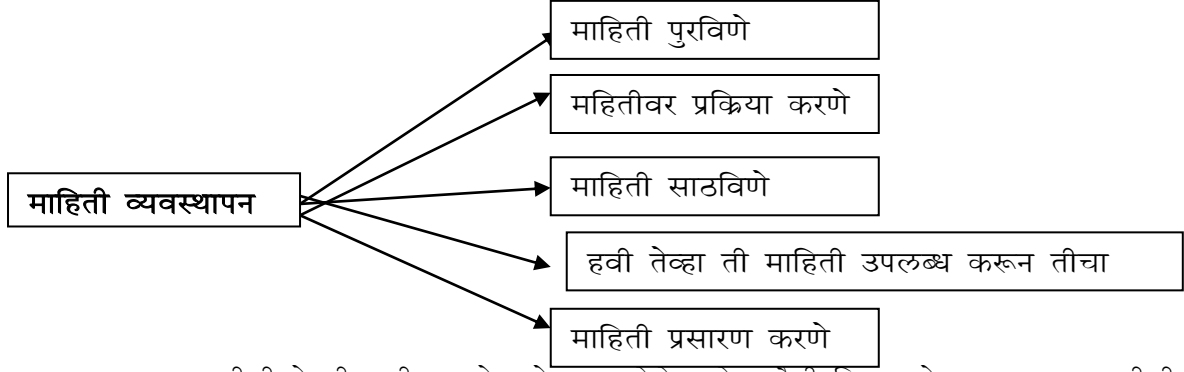 माहिती पुरविणे
महितीवर प्रक्रिया करणे
माहिती व्यवस्थापन
माहिती साठविणे
हवी तेव्हा ती माहिती उपलब्ध करून तीचा
माहिती प्रसारण करणे